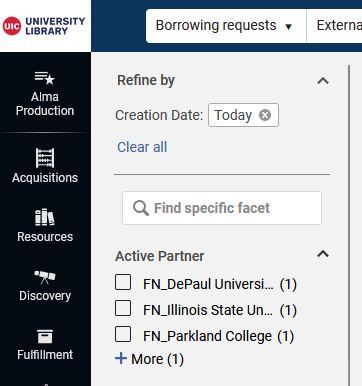 UIC UNIVERSITY
LIBRARY
Borrowing requests
Externa
Alma
Production
Acquisitions
Resources
Discovery
Fulfillment
Refine by
Creation Date: Today
Clear all
Find specific facet
Active Partner
FN_DePaul Universi... (1)
FN_Illinois State Un... (1)
FN_Parkland College (1)
+ More (1)